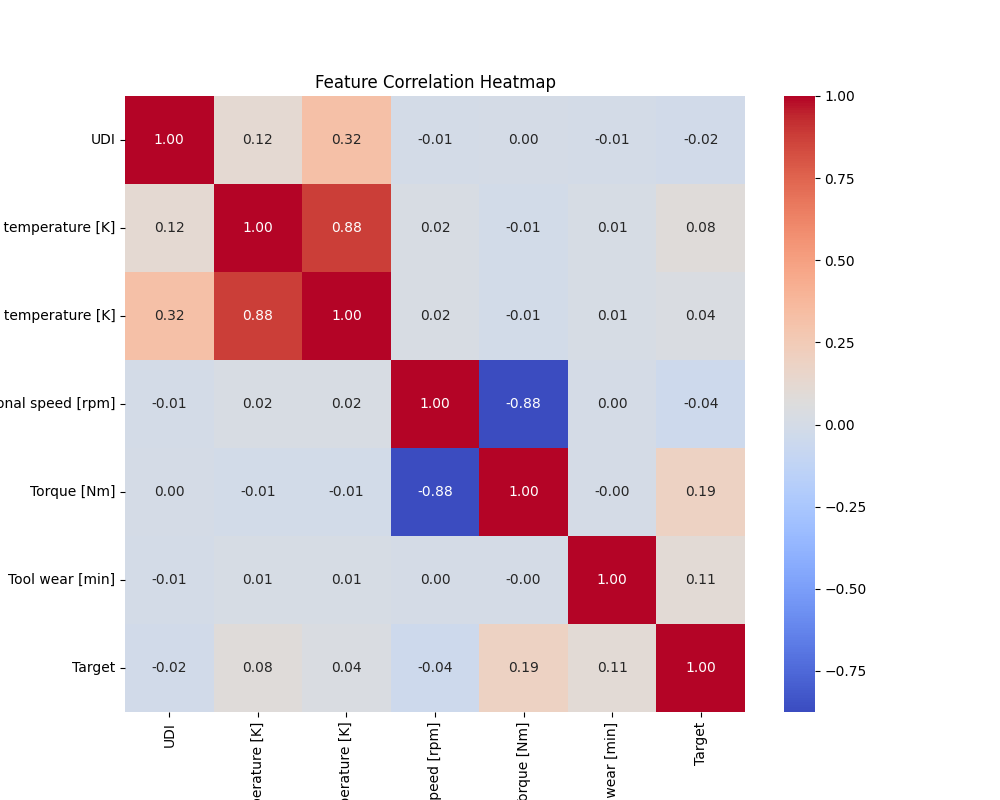 Feature Correlation Heatmap
UDI 1.00 0.12 0.32 -0.01 0.00 -0.01 -0.02
temperature [K] 0.12 1.00 0.88 0.02 -0.01 0.01 0.08
temperature [K] 0.32 0.88 1.00 0.02 -0.01 0.01 0.04
onal speed [rpm] -0.01 0.02 0.02 1.00 -0.88 0.00 -0.04
Torque [Nm] 0.00 -0.01 -0.01 -0.88 1.00 -0.00 0.19
Tool wear [min] -0.01 0.01 0.01 0.00 -0.00 1.00 0.11
Target -0.02 0.08 0.04 -0.04 0.19 0.11 1.00
UDI
perature [K]
perature [K]
peed [rpm]
orque [Nm]
wear [min]
Target
1.00
0.75
0.50
0.25
0.00
−0.25
−0.50
−0.75